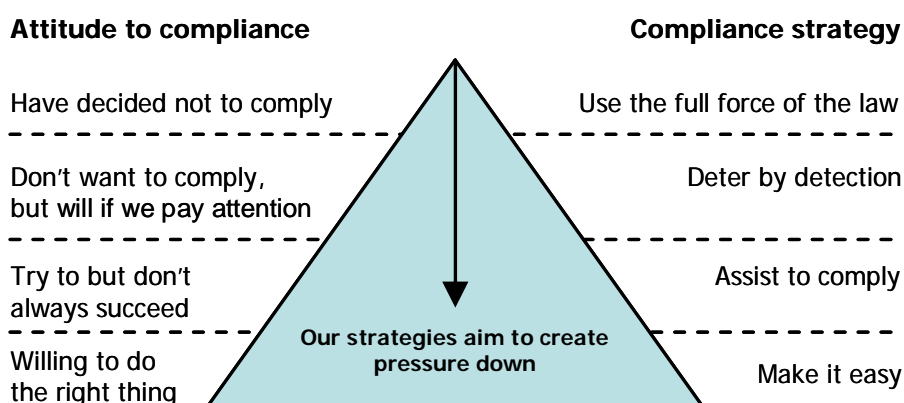 Attitude to compliance
Compliance strategy
Have decided not to comply
Use the full force of the law
Don't want to comply,
but will if we pay attention
Deter by detection
Try to but don't
always succeed
Assist to comply
Our strategies aim to create
pressure down
Willing to do
the right thing
Make it easy